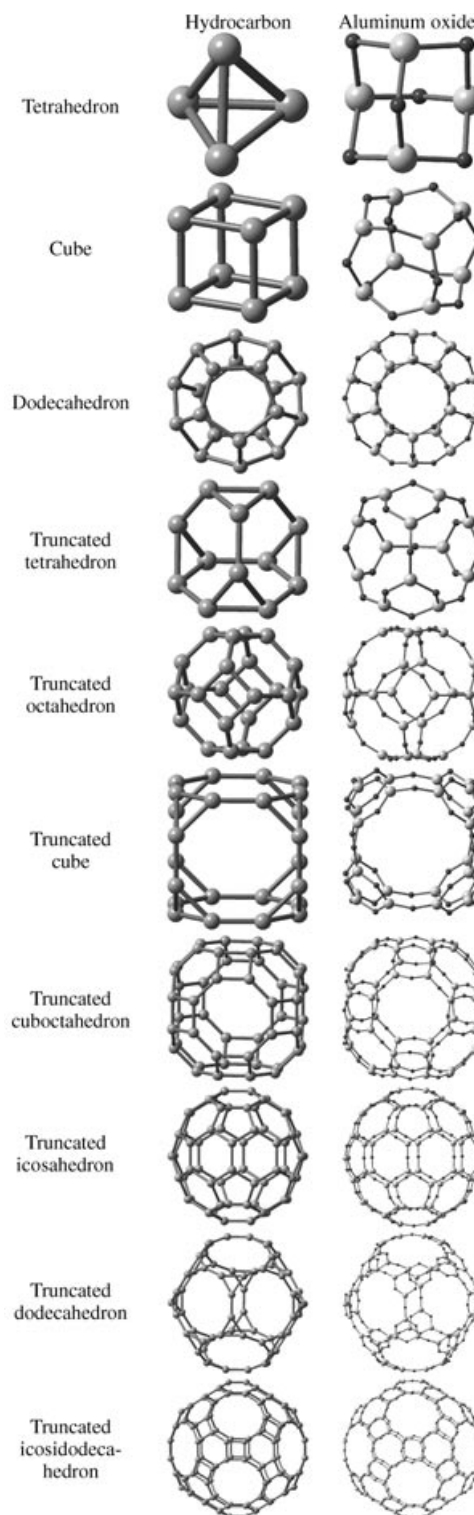 Hydrocarbon Aluminum oxide
Tetrahedron
Cube
Dodecahedron
Truncated
tetrahedron
Truncated
octahedron
Truncated
cube
Truncated
cuboctahedron
Truncated
icosahedron
Truncated
dodecahedron
Truncated
icosidodeca-
hedron